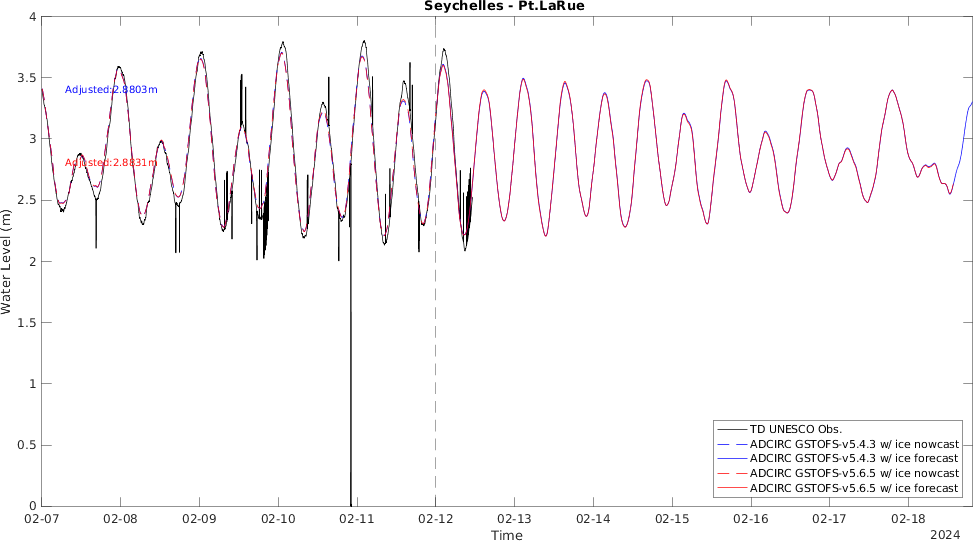 Seychelles - Pt.LaRue
4
3.5
3
2.5
2
1.5
1
0.5
0
Water Level (m)
Adjusted:2.8803m
Adjusted:2.8831m
TD UNESCO Obs.
ADCIRC GSTOFS-v5.4.3 w/ ice nowcast
ADCIRC GSTOFS-v5.4.3 w/ ice forecast
ADCIRC GSTOFS-v5.6.5 w/ ice nowcast
ADCIRC GSTOFS-v5.6.5 w/ ice forecast
02-07 02-08 02-09 02-10 02-11 02-12 02-13 02-14 02-15 02-16 02-17 02-18
Time
2024